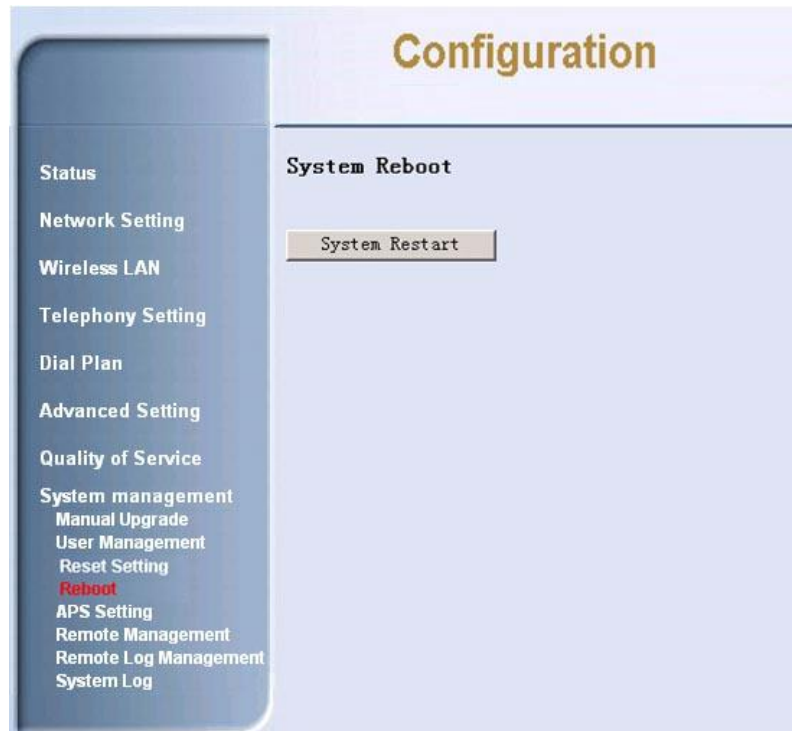 Configuration
Status
Network Setting
Wireless LAN
Telephony Setting
Dial Plan
Advanced Setting
Quality of Service
System management
Manual Upgrade
User Management
Reset Setting
Reboot
APS Setting
Remote Management
Remote Log Management
System Log
System Reboot
System Restart